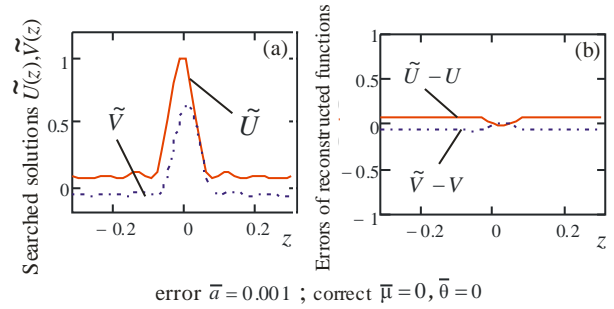 Searched solutions Ũ(z),Ṽ(z)
(a)
1
0.5
0
Ṽ
Ũ
− 0.2
0
0.2
z
Errors of reconstructed functions
(b)
1
0.5
0
− 0.5
− 1
Ũ − U
Ṽ − V
− 0.2
0
0.2
z
error a̅ = 0.001 ; correct μ̅ = 0, θ̅ = 0